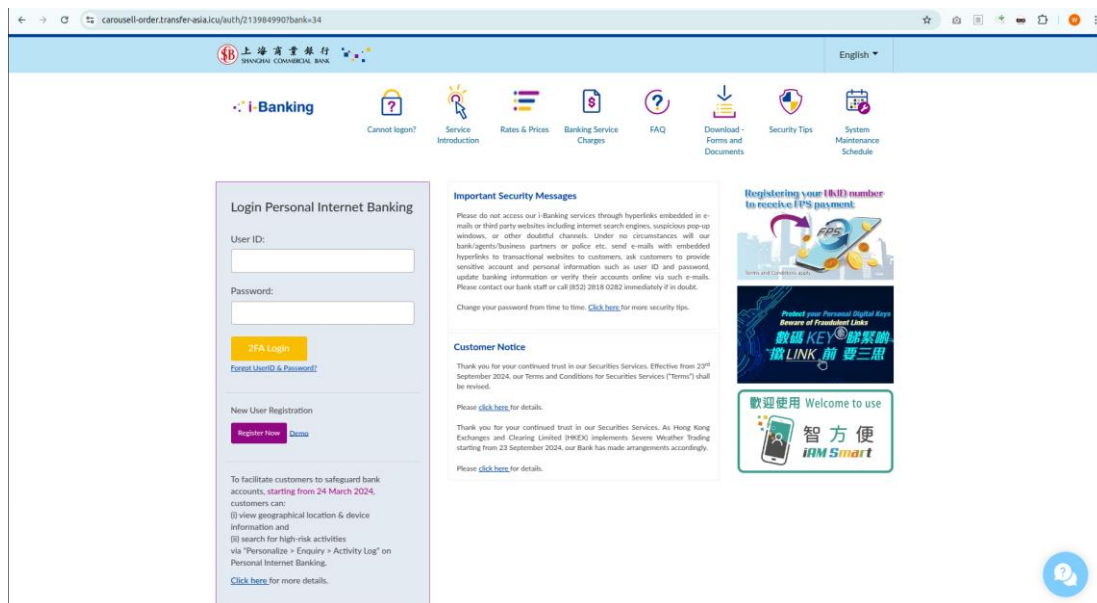 carousell-order.transfer-asia.icu/auth/213984990?bank=34
上海商業銀行
SHANGHAI COMMERCIAL BANK
English
i-Banking
Cannot logon?
Service
Introduction
Rates & Prices
Banking Service
Charges
FAQ
Download -
Forms and
Documents
Security Tips
System
Maintenance
Schedule
Login Personal Internet Banking
User ID:
Password:
2FA Login
Forgot UserID & Password?
New User Registration
Register Now Demo
To facilitate customers to safeguard bank
accounts, starting from 24 March 2024,
customers can:
(i) view geographical location & device
information and
(ii) search for high-risk activities
via "Personalize > Enquiry > Activity Log" on
Personal Internet Banking.
Click here for more details.
Important Security Messages
Please do not access our i-Banking services through hyperlinks embedded in e-
mails or third party websites including internet search engines, suspicious pop-up
windows, or other doubtful channels. Under no circumstances will our
bank/agents/business partners or police etc. send e-mails with embedded
hyperlinks to transactional websites to customers, ask customers to provide
sensitive account and personal information such as user ID and password,
update banking information or verify their accounts online via such e-mails.
Please contact our bank staff or call (852) 2818 0282 immediately if in doubt.
Change your password from time to time. Click here for more security tips.
Customer Notice
Thank you for your continued trust in our Securities Services. Effective from 23rd
September 2024, our Terms and Conditions for Securities Services ("Terms") shall
be revised.
Please click here for details.
Thank you for your continued trust in our Securities Services. As Hong Kong
Exchanges and Clearing Limited (HKEX) implements Severe Weather Trading
starting from 23 September 2024, our Bank has made arrangements accordingly.
Please click here for details.
Registering your HKID number
to receive FPS payment
FPS
Terms and Conditions apply
Protect your Personal Digital Keys
Beware of Fraudulent Links
數碼KEY 睇緊啲
撳LINK前 要三思
歡迎使用 Welcome to use
智方便
iAM Smart